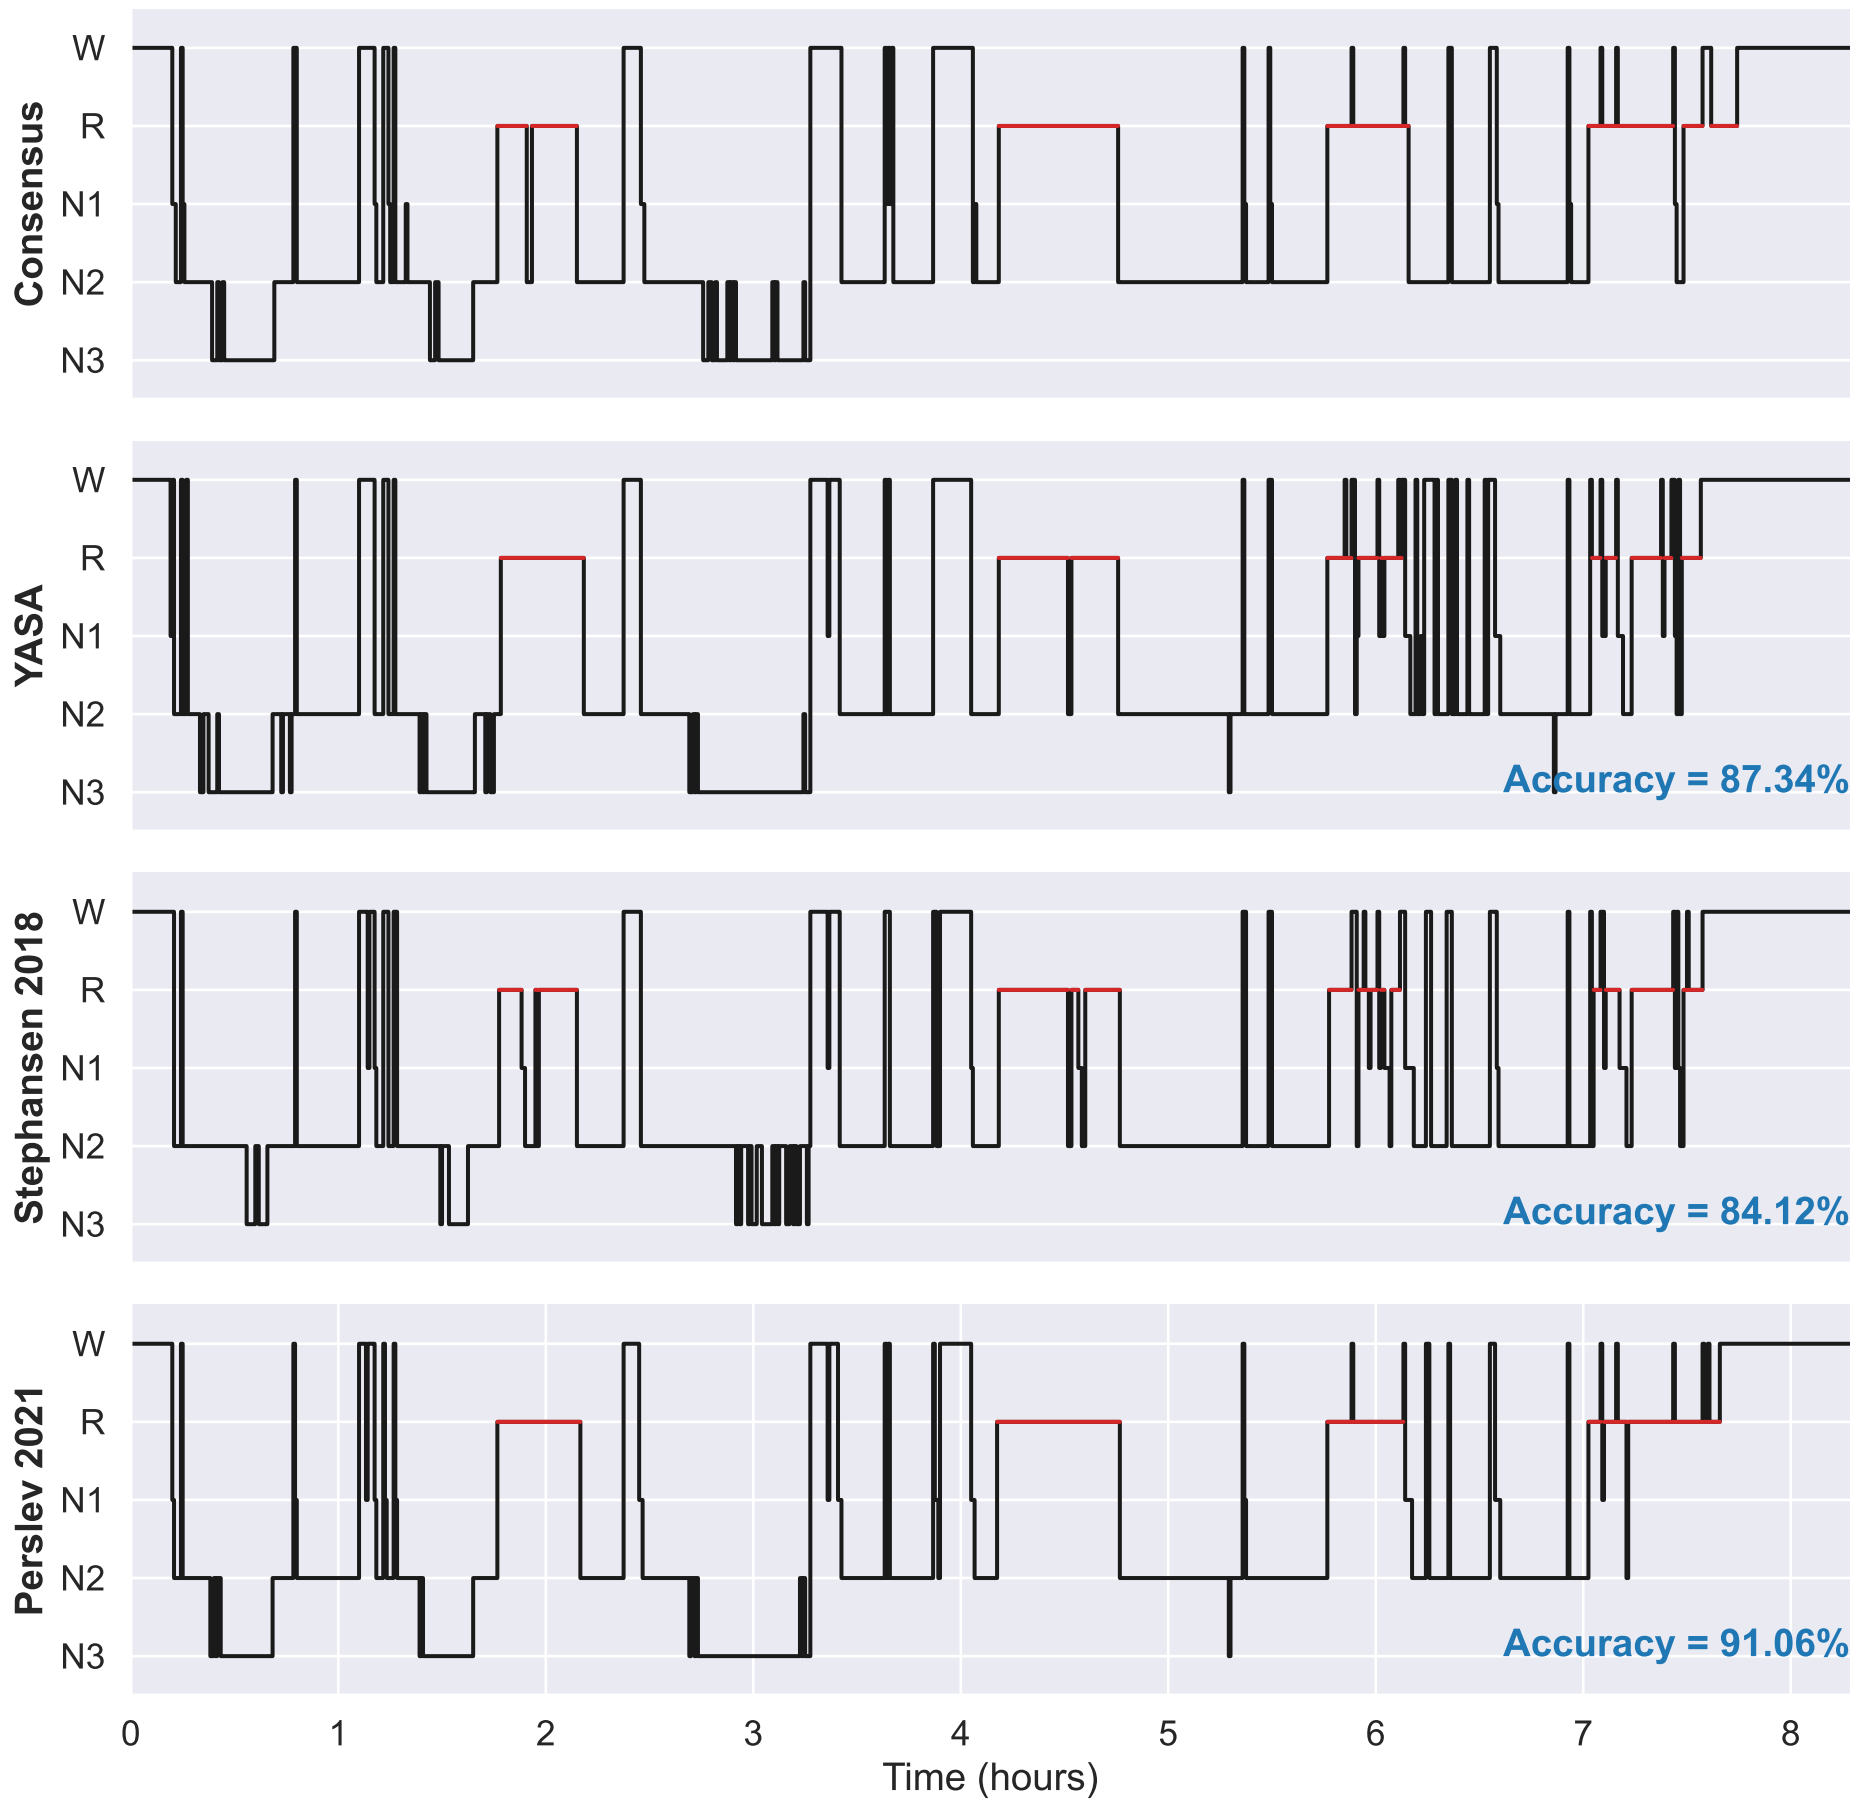 Consensus
W
R
N1
N2
N3
YASA
W
R
N1
N2
N3
Accuracy = 87.34%
Stephansen 2018
W
R
N1
N2
N3
Accuracy = 84.12%
Perslev 2021
W
R
N1
N2
N3
Accuracy = 91.06%
0 1 2 3 4 5 6 7 8
Time (hours)